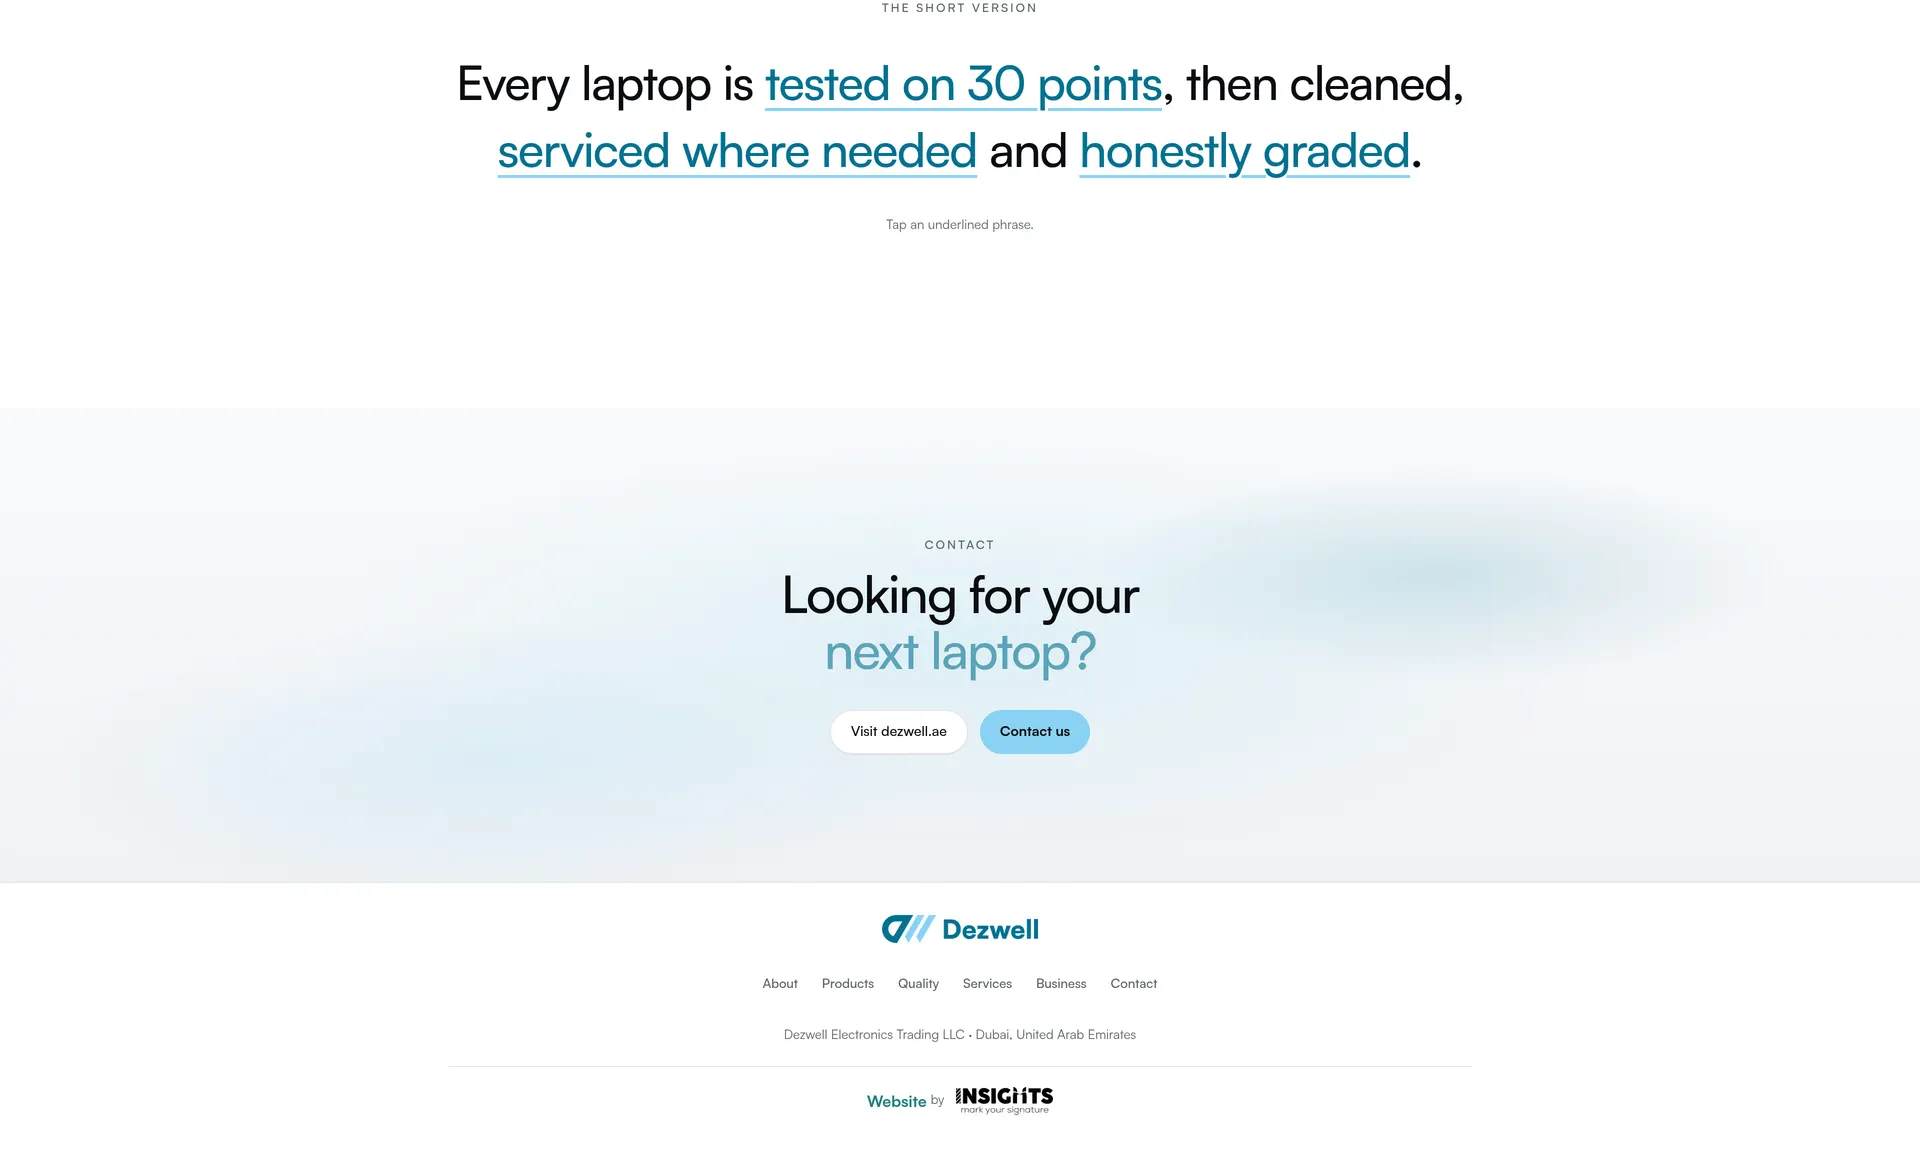 THE SHORT VERSION
Every laptop is tested on 30 points, then cleaned,
serviced where needed and honestly graded.
Tap an underlined phrase.
CONTACT
Looking for your
next laptop?
Visit dezwell.ae Contact us
Dezwell
About Products Quality Services Business Contact
Dezwell Electronics Trading LLC · Dubai, United Arab Emirates
Website by INSIGHTS
mark your signature